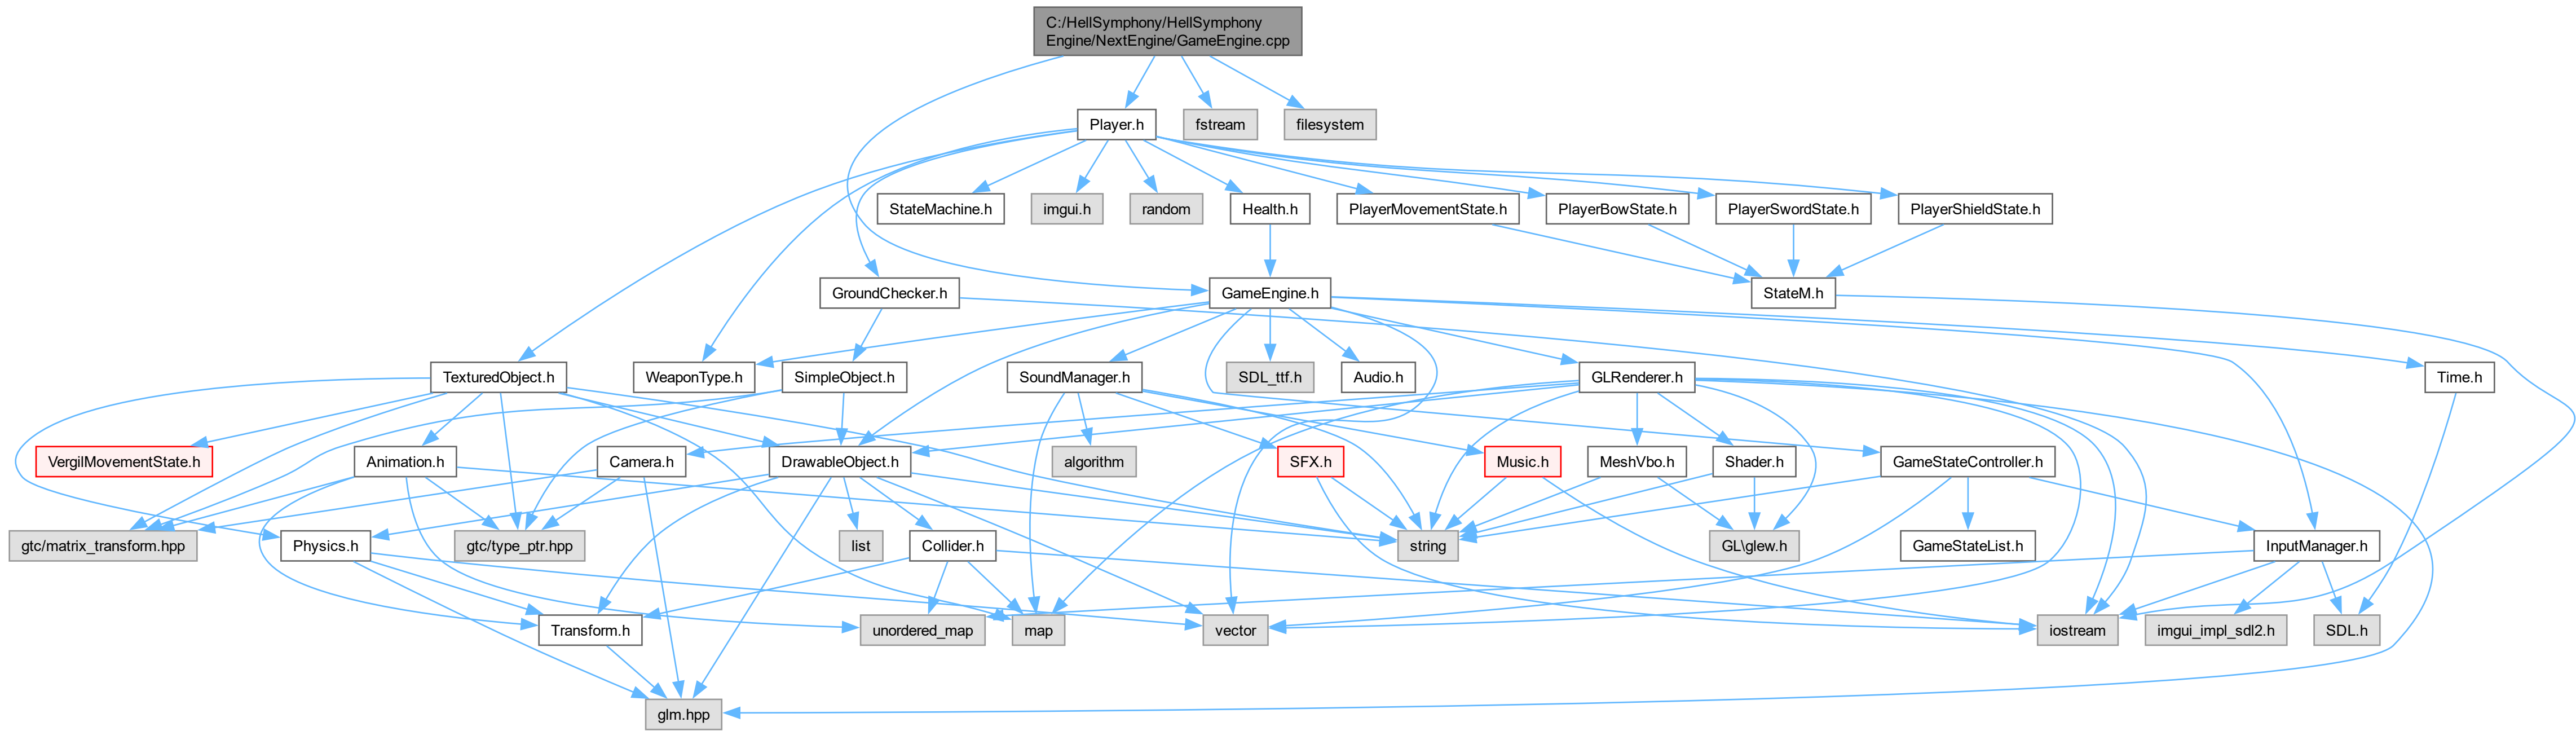 C:/HellSymphony/HellSymphony
Engine/NextEngine/GameEngine.cpp
Player.h
fstream
filesystem
StateMachine.h
imgui.h
random
Health.h
PlayerMovementState.h
PlayerBowState.h
PlayerSwordState.h
PlayerShieldState.h
GroundChecker.h
GameEngine.h
StateM.h
TexturedObject.h
WeaponType.h
SimpleObject.h
SoundManager.h
SDL_ttf.h
Audio.h
GLRenderer.h
Time.h
VergilMovementState.h
Animation.h
Camera.h
DrawableObject.h
algorithm
SFX.h
Music.h
MeshVbo.h
Shader.h
GameStateController.h
gtc/matrix_transform.hpp
Physics.h
gtc/type_ptr.hpp
list
Collider.h
string
GL\glew.h
GameStateList.h
InputManager.h
Transform.h
unordered_map
map
vector
iostream
imgui_impl_sdl2.h
SDL.h
glm.hpp